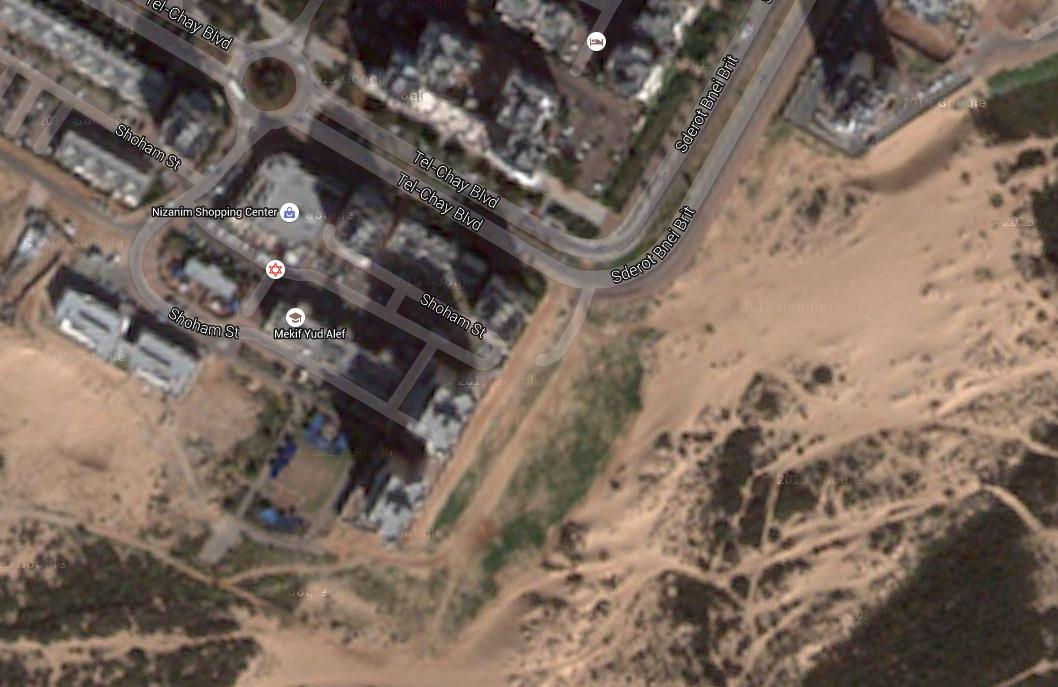 Tel-Chay Blvd
Sderot Bnei Brit
Shoham St
Tel-Chay Blvd
Tel-Chay Blvd
Nizanim Shopping Center
Sderot Bnei Brit
Shoham St
Shoham St
Mekif Yud Alef